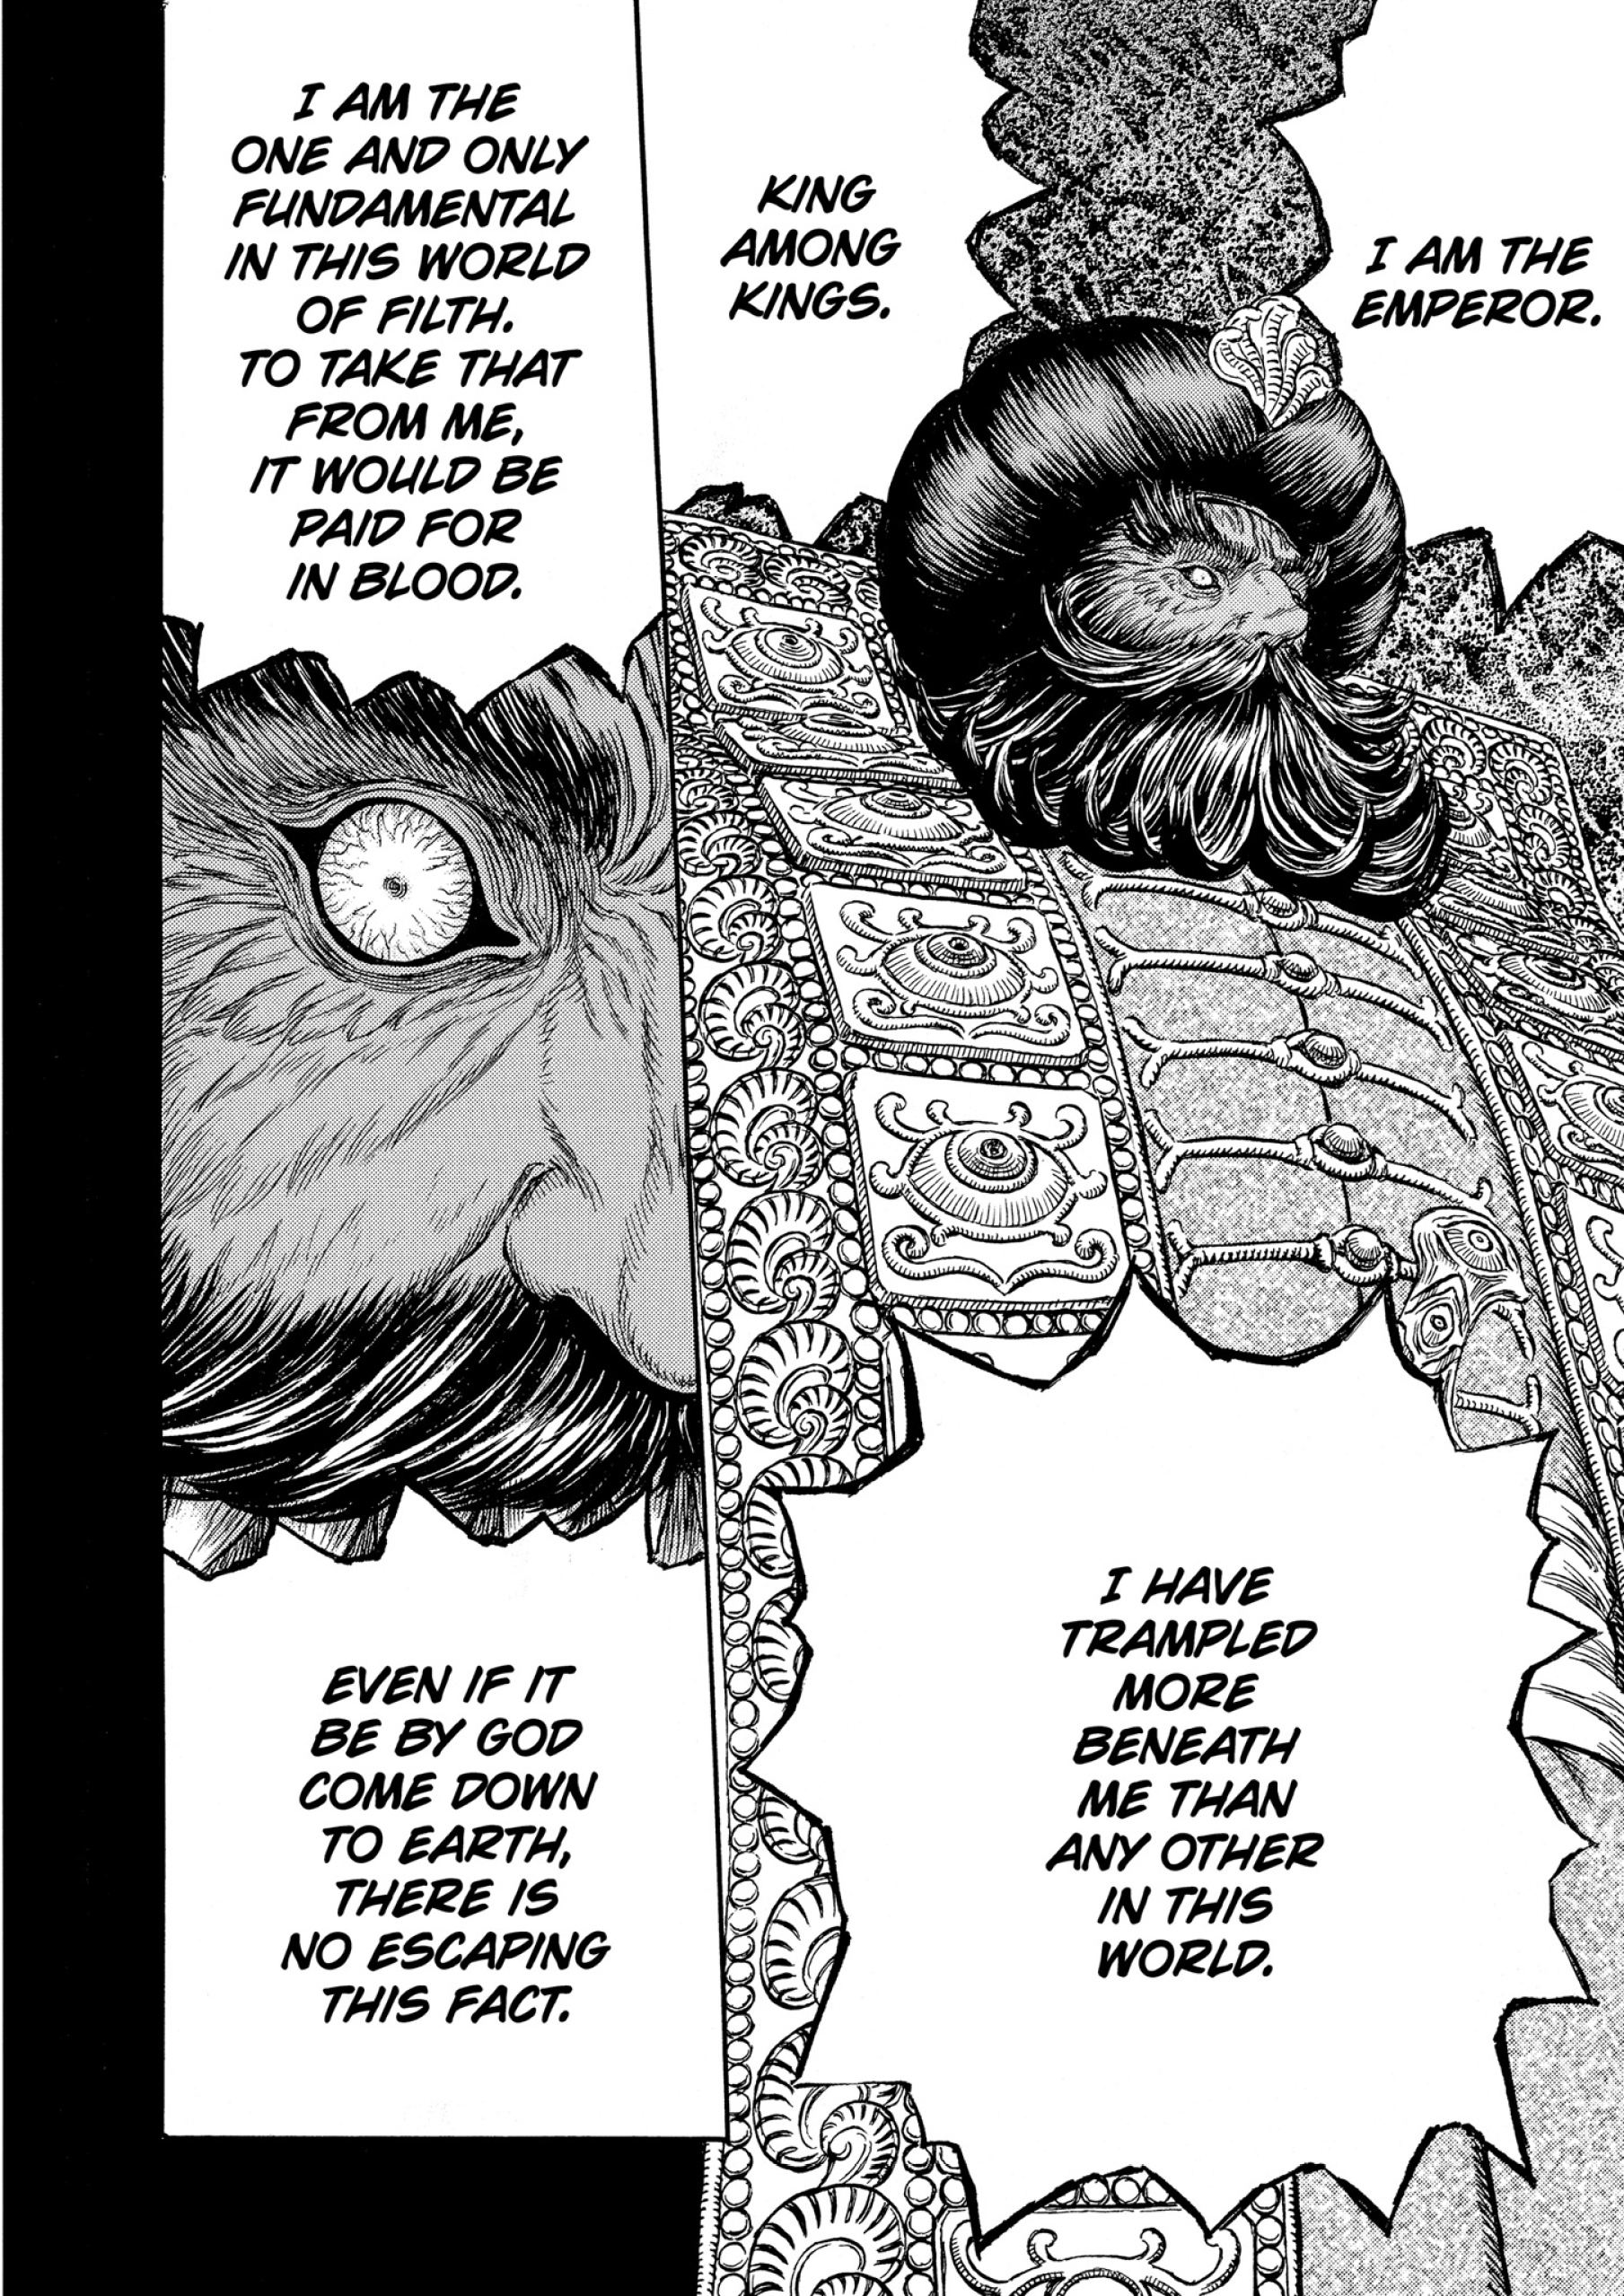 I AM THE
EMPEROR.
KING
AMONG
KINGS.
I HAVE
TRAMPLED
MORE
BENEATH
ME THAN
ANY OTHER
IN THIS
WORLD.
I AM THE
ONE AND ONLY
FUNDAMENTAL
IN THIS WORLD
OF FILTH.
TO TAKE THAT
FROM ME,
IT WOULD BE
PAID FOR
IN BLOOD.
EVEN IF IT
BE BY GOD
COME DOWN
TO EARTH,
THERE IS
NO ESCAPING
THIS FACT.